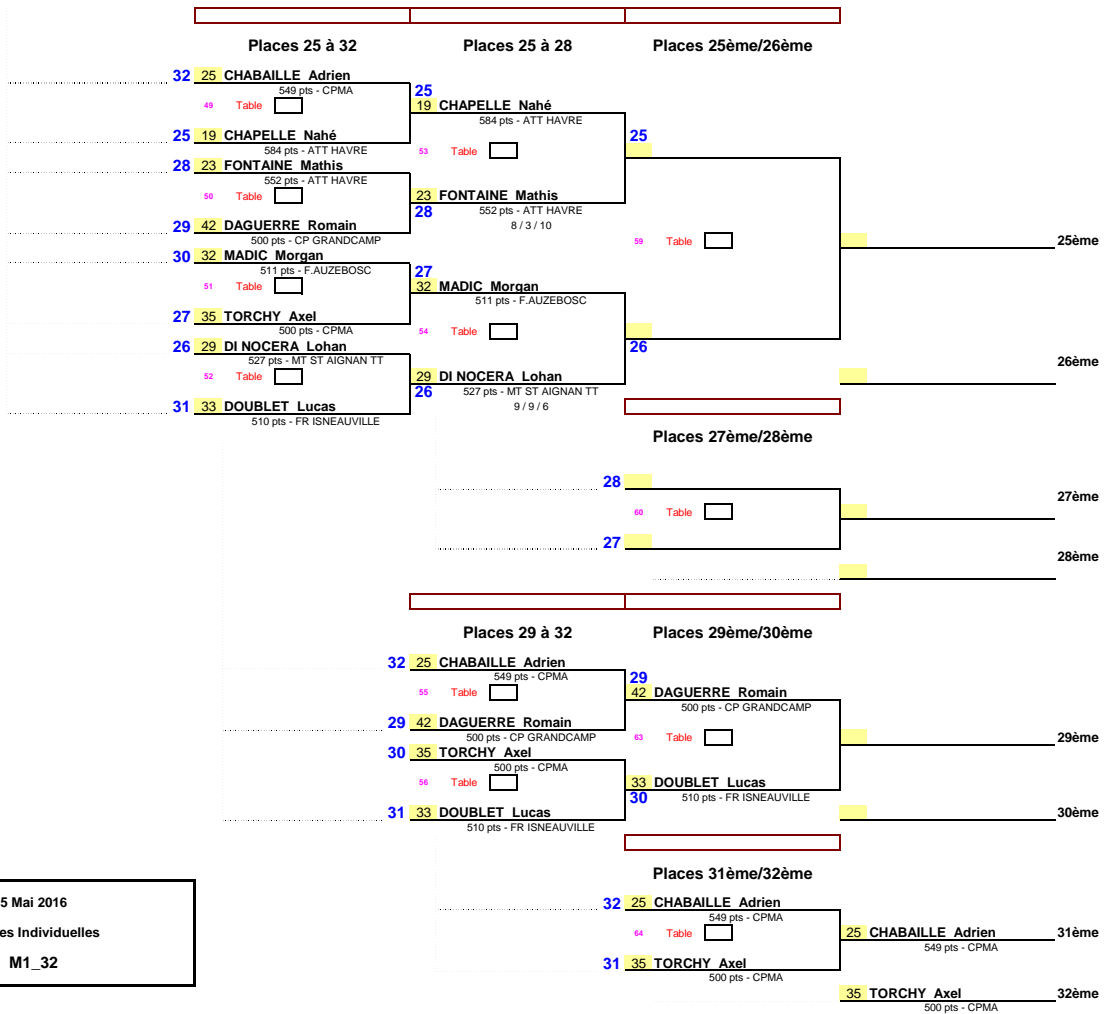 Places 25 à 32 Places 25 à 28 Places 25ème/26ème
32 25 CHABAILLE Adrien
549 pts - CPMA
25
49 Table
19 CHAPELLE Nahé
584 pts - ATT HAVRE
25 19 CHAPELLE Nahé
25
584 pts - ATT HAVRE
53 Table
28 23 FONTAINE Mathis
552 pts - ATT HAVRE
50 Table
23 FONTAINE Mathis
28
552 pts - ATT HAVRE
8 / 3 / 10
29 42 DAGUERRE Romain
500 pts - CP GRANDCAMP
59 Table
25ème
30 32 MADIC Morgan
511 pts - F.AUZEBOSC
27
51 Table
32 MADIC Morgan
511 pts - F.AUZEBOSC
27 35 TORCHY Axel
500 pts - CPMA
54 Table
26 29 DI NOCERA Lohan
26
527 pts - MT ST AIGNAN TT
26ème
52 Table
29 DI NOCERA Lohan
26
527 pts - MT ST AIGNAN TT
9 / 9 / 6
31 33 DOUBLET Lucas
510 pts - FR ISNEAUVILLE
Places 27ème/28ème
28
27ème
60 Table
27
28ème
Places 29 à 32 Places 29ème/30ème
32 25 CHABAILLE Adrien
549 pts - CPMA
29
55 Table
42 DAGUERRE Romain
500 pts - CP GRANDCAMP
29 42 DAGUERRE Romain
500 pts - CP GRANDCAMP
63 Table
29ème
30 35 TORCHY Axel
500 pts - CPMA
56 Table
33 DOUBLET Lucas
30
510 pts - FR ISNEAUVILLE
31 33 DOUBLET Lucas
510 pts - FR ISNEAUVILLE
30ème
Places 31ème/32ème
32 25 CHABAILLE Adrien
549 pts - CPMA
64 Table
25 CHABAILLE Adrien 31ème
549 pts - CPMA
31 35 TORCHY Axel
500 pts - CPMA
35 TORCHY Axel 32ème
500 pts - CPMA
5 Mai 2016
es Individuelles
M1_32